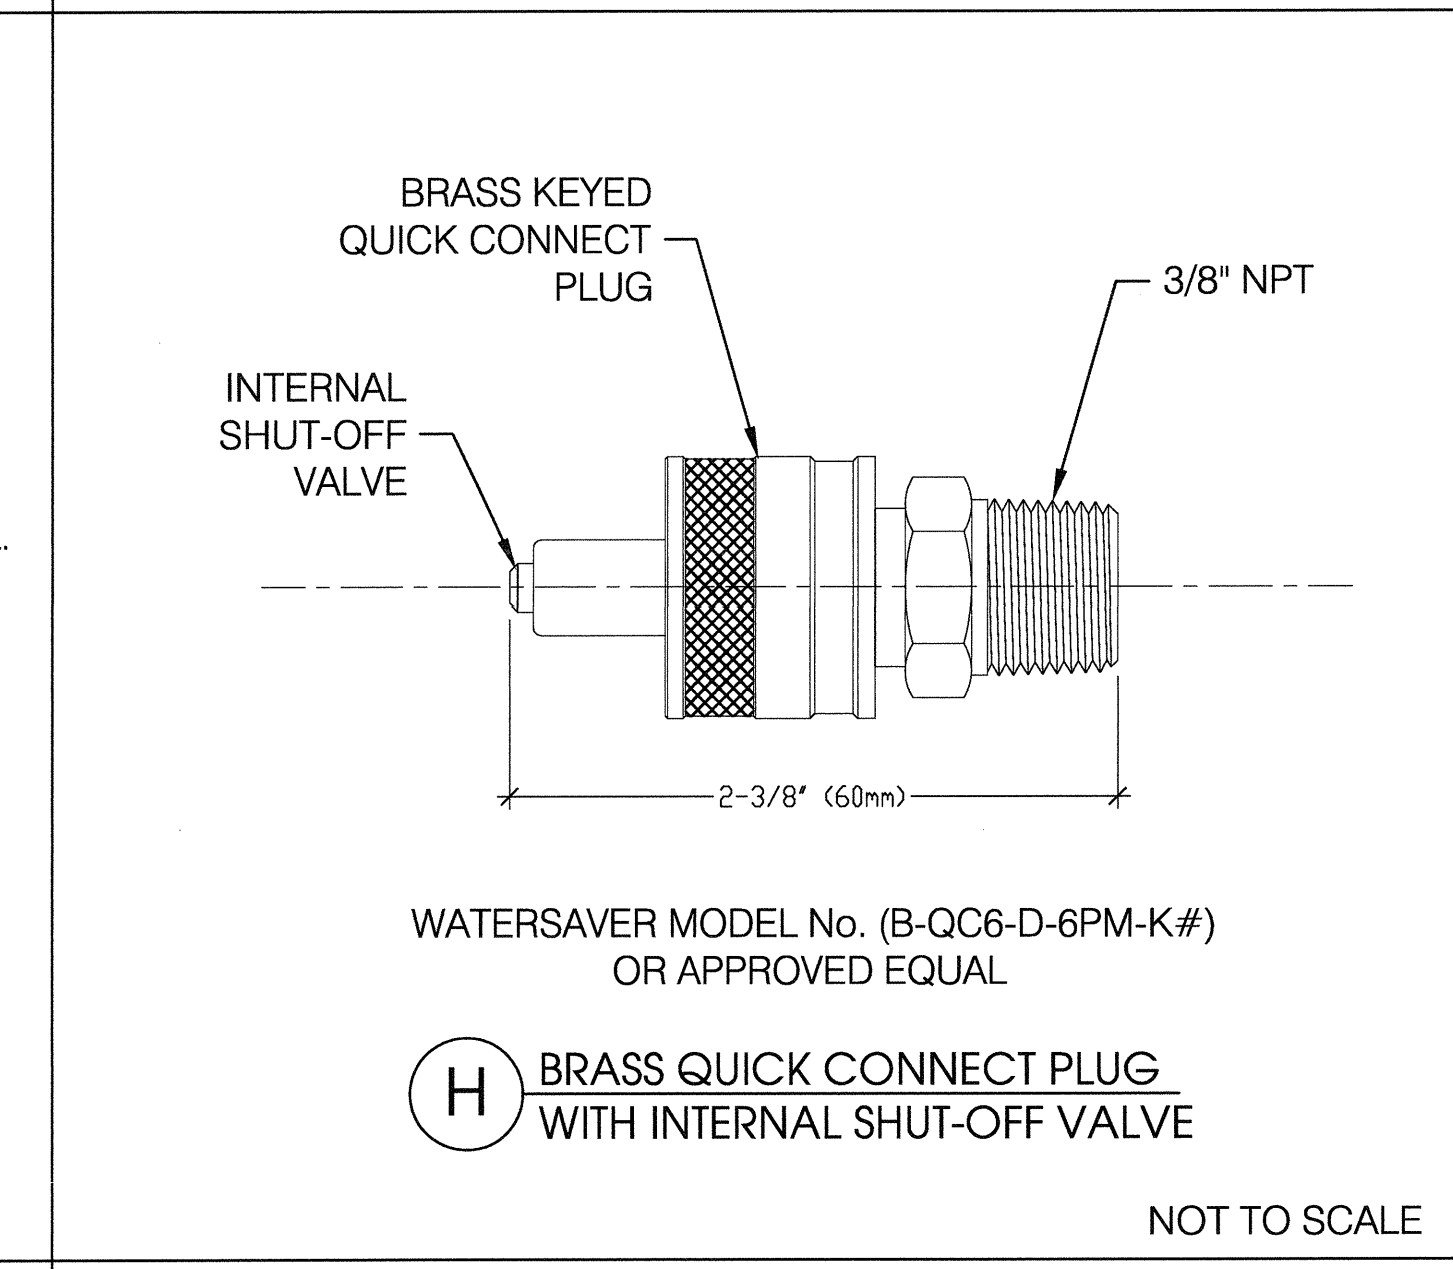 BRASS KEYED
QUICK CONNECT
PLUG
3/8" NPT
INTERNAL
SHUT-OFF
VALVE
2-3/8" (60mm)
WATERSAVER MODEL No. (B-QC6-D-6PM-K#)
OR APPROVED EQUAL
H
BRASS QUICK CONNECT PLUG
WITH INTERNAL SHUT-OFF VALVE
NOT TO SCALE